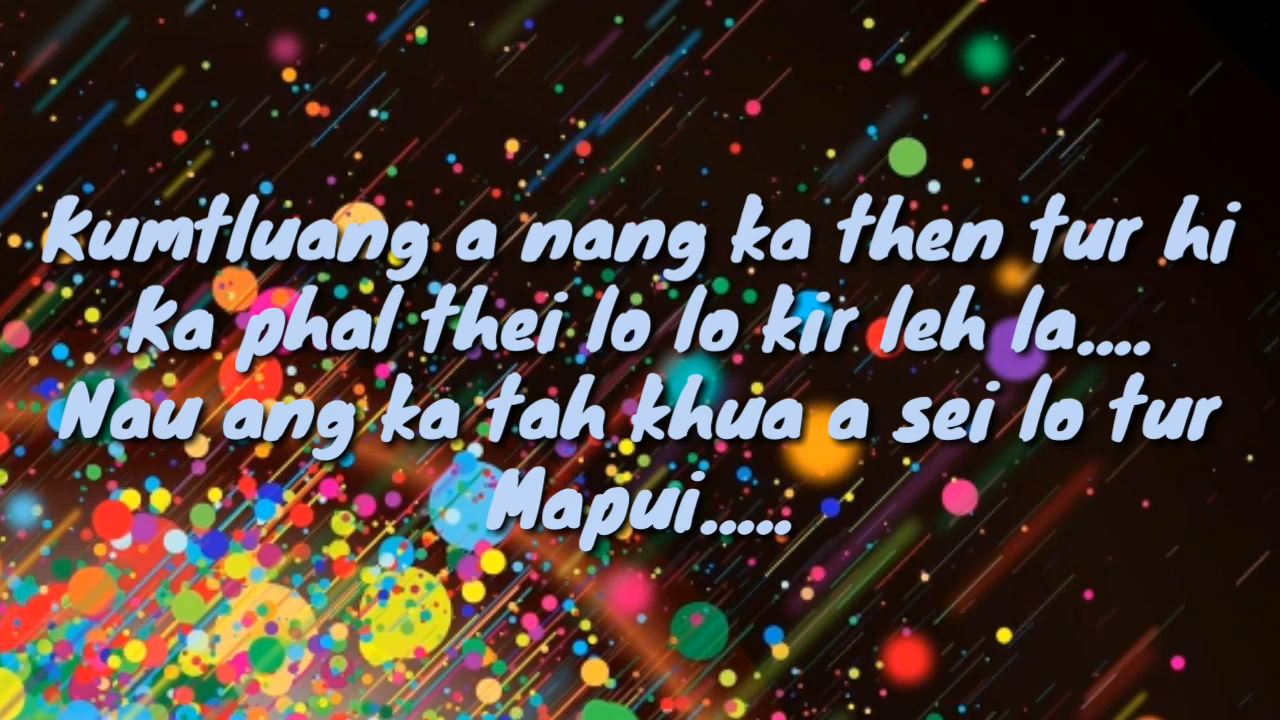 Kumtluang a nang ka then tur hi
Ka phal thei lo lo kir leh la....
Nau ang ka tah khua a sei lo tur
Mapui.....